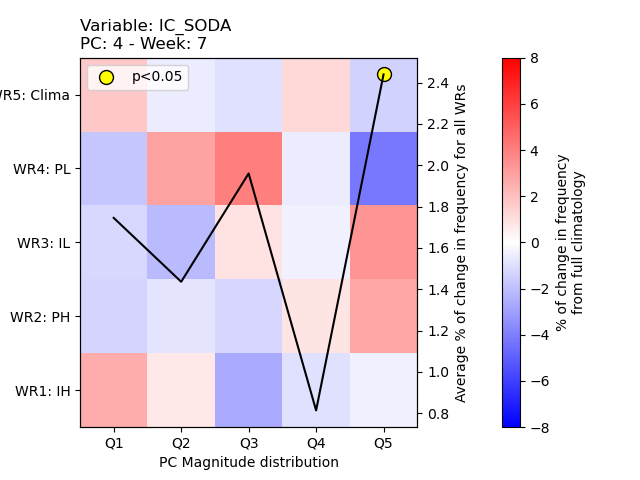 Variable: IC_SODA
PC: 4 - Week: 7
p<0.05
WR5: Clima
WR4: PL
WR3: IL
WR2: PH
WR1: IH
Q1 Q2 Q3 Q4 Q5
PC Magnitude distribution
2.4
2.2
2.0
1.8
1.6
1.4
1.2
1.0
0.8
Average % of change in frequency for all WRs
8
6
4
2
0
−2
−4
−6
−8
% of change in frequency
from full climatology